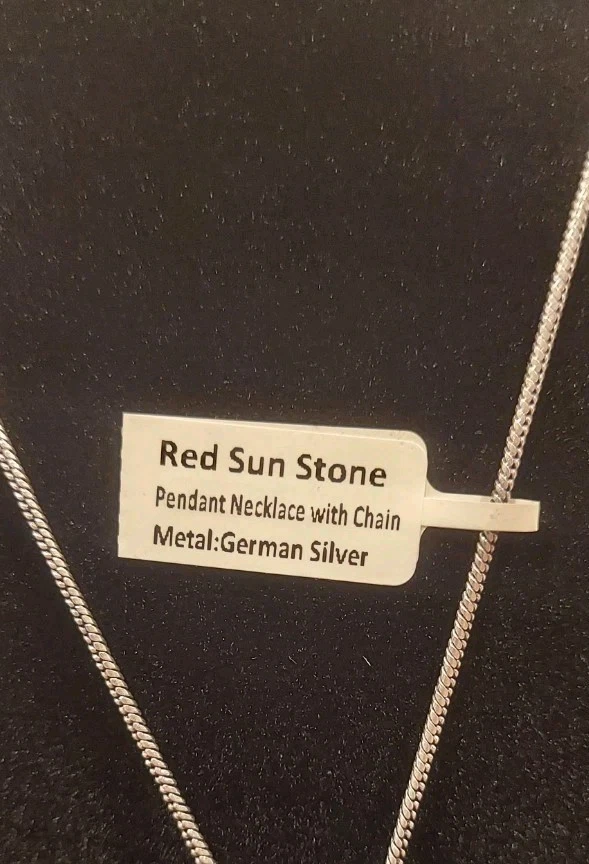 Red Sun Stone
Pendant Necklace with Chain
Metal:German Silver